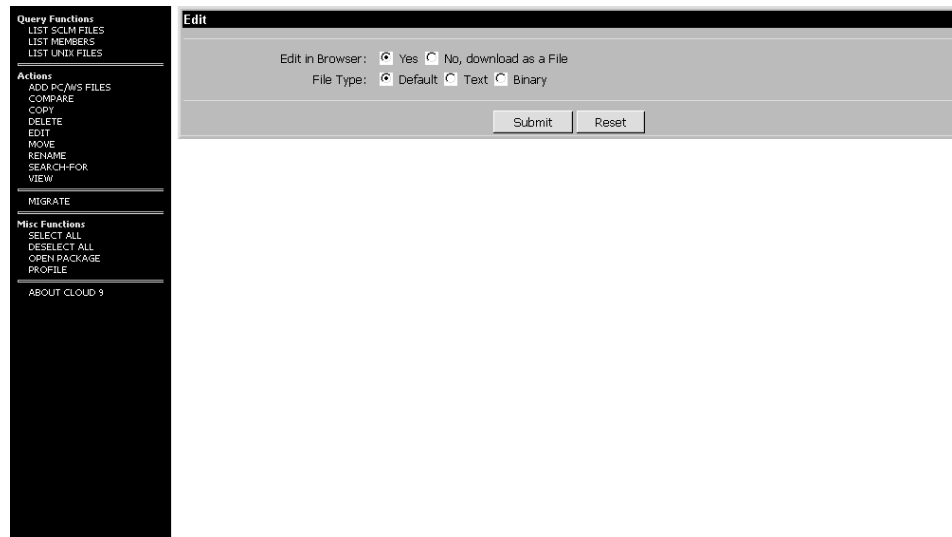 Query Functions
LIST SCLM FILES
LIST MEMBERS
LIST UNIX FILES
Actions
ADD PC/WS FILES
COMPARE
COPY
DELETE
EDIT
MOVE
RENAME
SEARCH-FOR
VIEW
MIGRATE
Misc Functions
SELECT ALL
DESELECT ALL
OPEN PACKAGE
PROFILE
ABOUT CLOUD 9
Edit
Edit in Browser: Yes No, download as a File
File Type: Default Text Binary
Submit Reset